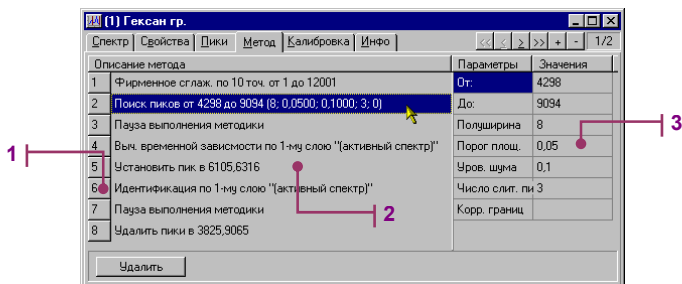 (1) Гексан гр.
Спектр Свойства Пики Метод Калибровка Инфо << < > >> + - 1/2
Описание метода Параметры Значения
1 Фирменное сглаж. по 10 точ. от 1 до 12001 От: 4298
2 Поиск пиков от 4298 до 9094 (8; 0,0500; 0,1000; 3; 0) До: 9094
3 Пауза выполнения методики Полуширина 8
4 Выч. временной зависмости по 1-му слою "(активный спектр)" Порог площ. 0,05
5 Установить пик в 6105,6316 Уров. шума 0,1
6 Идентификация по 1-му слою "(активный спектр)" Число слит. пи 3
7 Пауза выполнения методики Корр. границ
8 Удалить пики в 3825,9065
Удалить
1
2
3